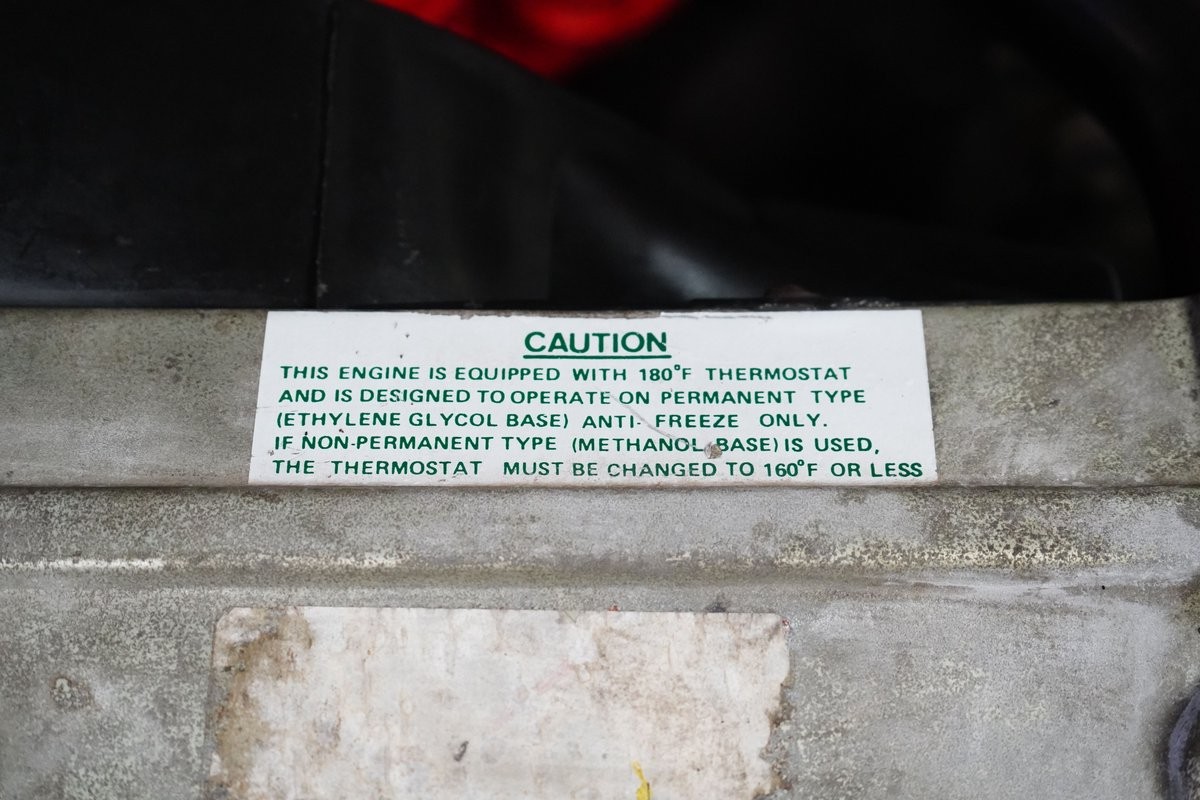 CAUTION
THIS ENGINE IS EQUIPPED WITH 180°F THERMOSTAT
AND IS DESIGNED TO OPERATE ON PERMANENT TYPE
(ETHYLENE GLYCOL BASE) ANTI- FREEZE ONLY.
IF NON-PERMANENT TYPE (METHANOL BASE) IS USED,
THE THERMOSTAT MUST BE CHANGED TO 160°F OR LESS